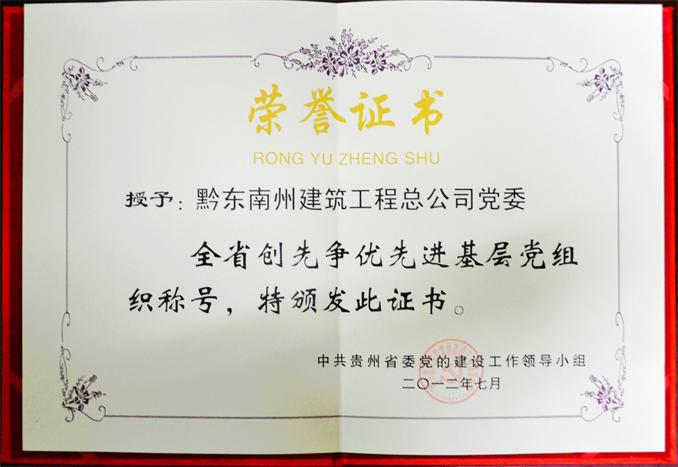 荣誉证书
RONG YU ZHENG SHU
授予：黔东南州建筑工程总公司党委
全省创先争优先进基层党组
织称号，特颁发此证书。
中共贵州省委党的建设工作领导小组
二〇一二年七月